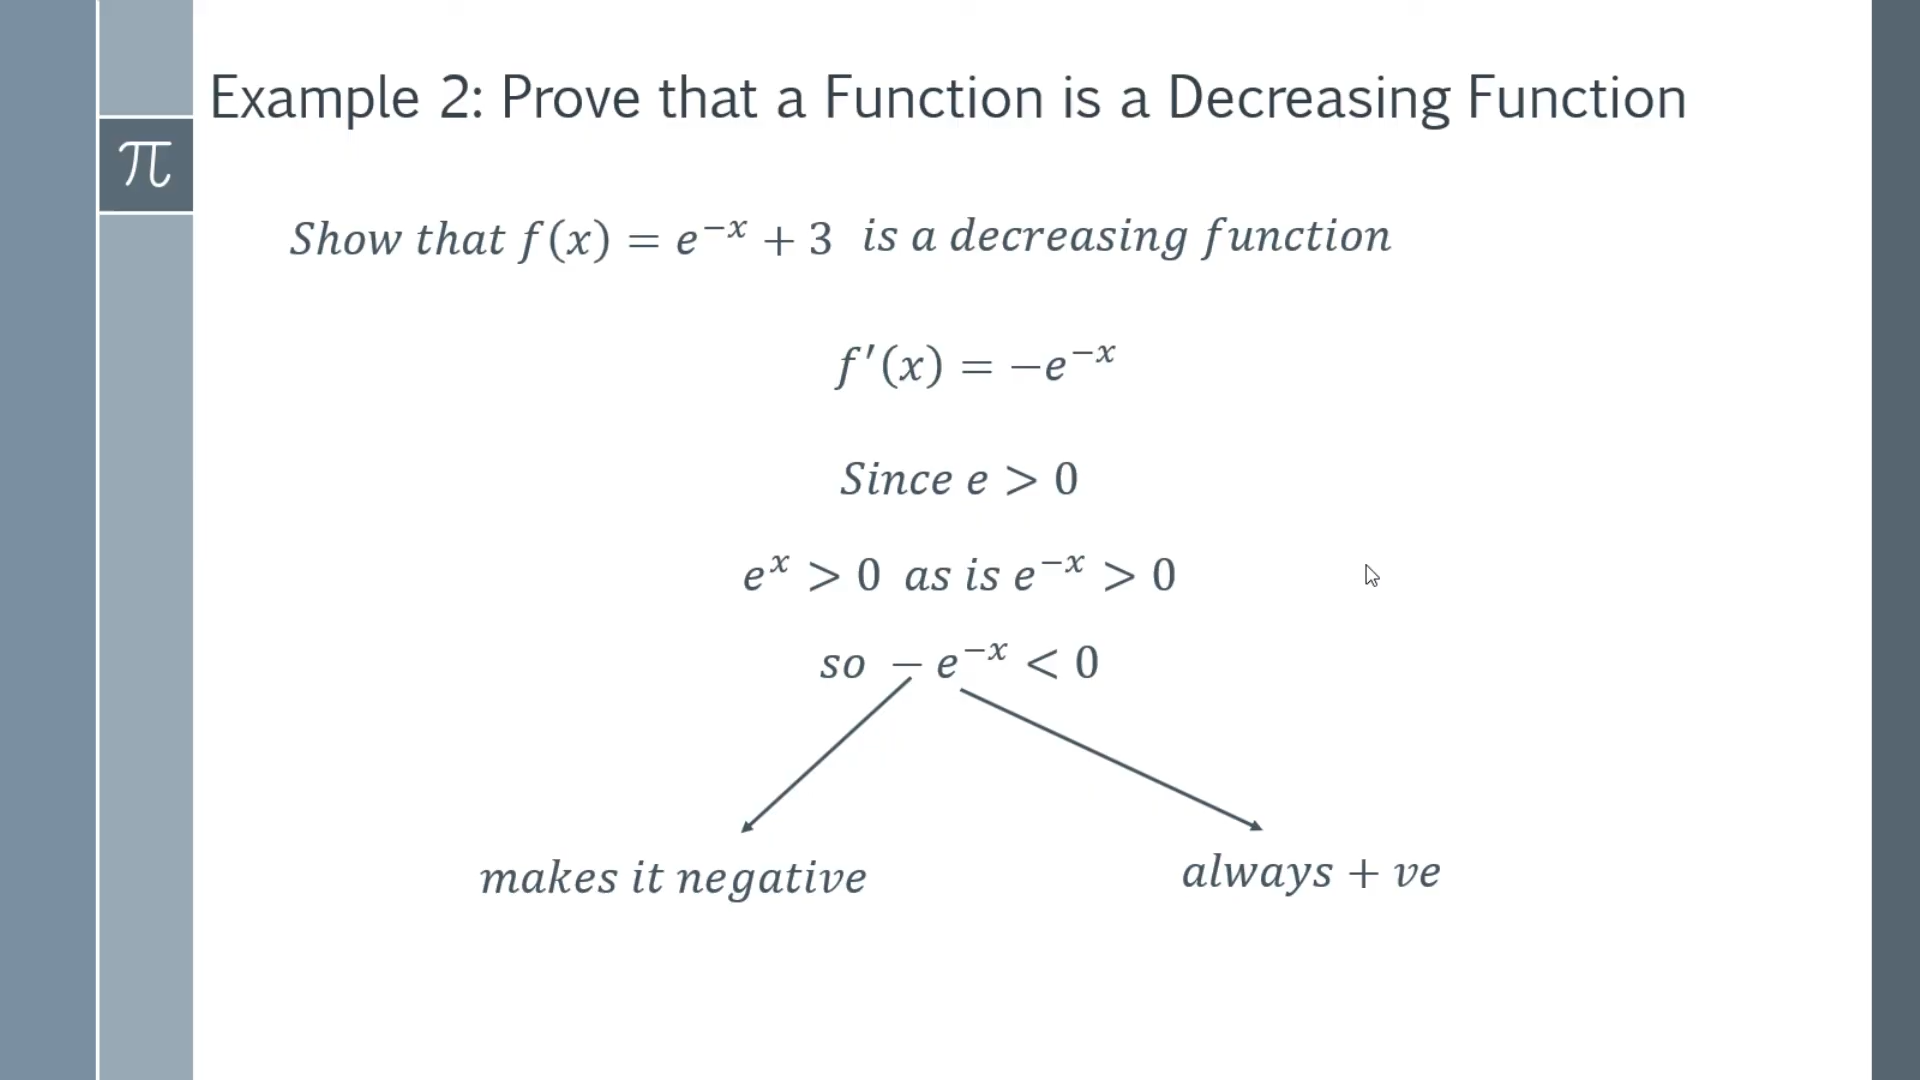 Example 2: Prove that a Function is a Decreasing Function
π
Show that f(x) = e⁻ˣ + 3 is a decreasing function
f′(x) = −e⁻ˣ
Since e > 0
eˣ > 0 as is e⁻ˣ > 0
so − e⁻ˣ < 0
makes it negative
always + ve